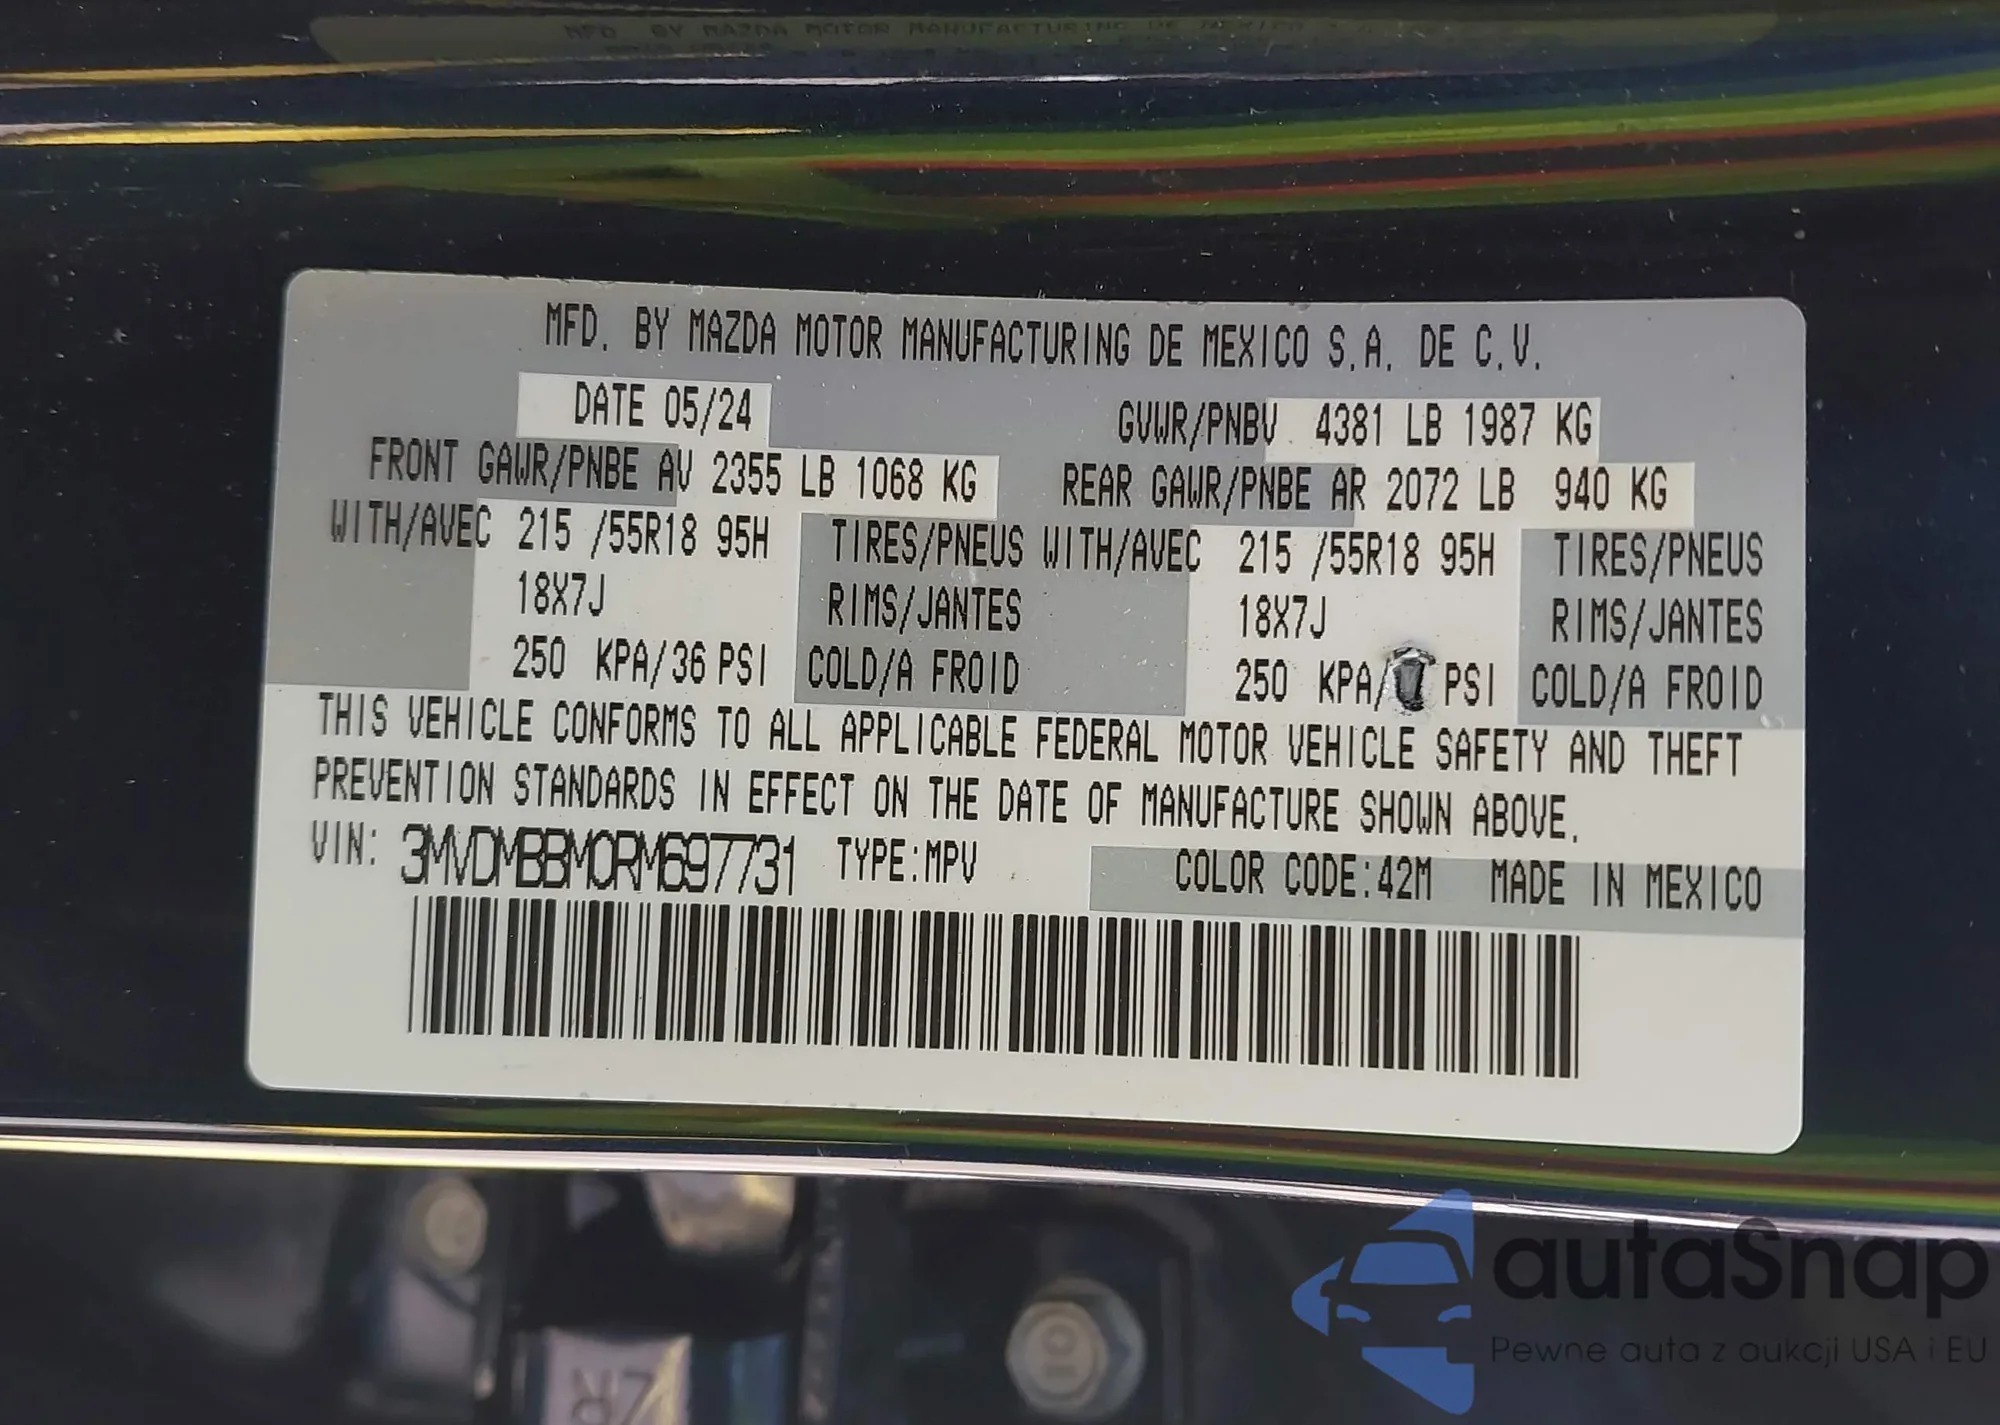 MFD. BY MAZDA MOTOR MANUFACTURING DE MEXICO S.A. DE C.V.
DATE 05/24 GVWR/PNBV 4381 LB 1987 KG
FRONT GAWR/PNBE AV 2355 LB 1068 KG REAR GAWR/PNBE AR 2072 LB 940 KG
WITH/AVEC 215 /55R18 95H TIRES/PNEUS WITH/AVEC 215 /55R18 95H TIRES/PNEUS
18X7J RIMS/JANTES 18X7J RIMS/JANTES
250 KPA/36 PSI COLD/A FROID 250 KPA/ PSI COLD/A FROID
THIS VEHICLE CONFORMS TO ALL APPLICABLE FEDERAL MOTOR VEHICLE SAFETY AND THEFT
PREVENTION STANDARDS IN EFFECT ON THE DATE OF MANUFACTURE SHOWN ABOVE.
VIN: 3MVDMBBM0RM697731 TYPE:MPV COLOR CODE:42M MADE IN MEXICO
autaSnap
Pewne auta z aukcji USA i EU